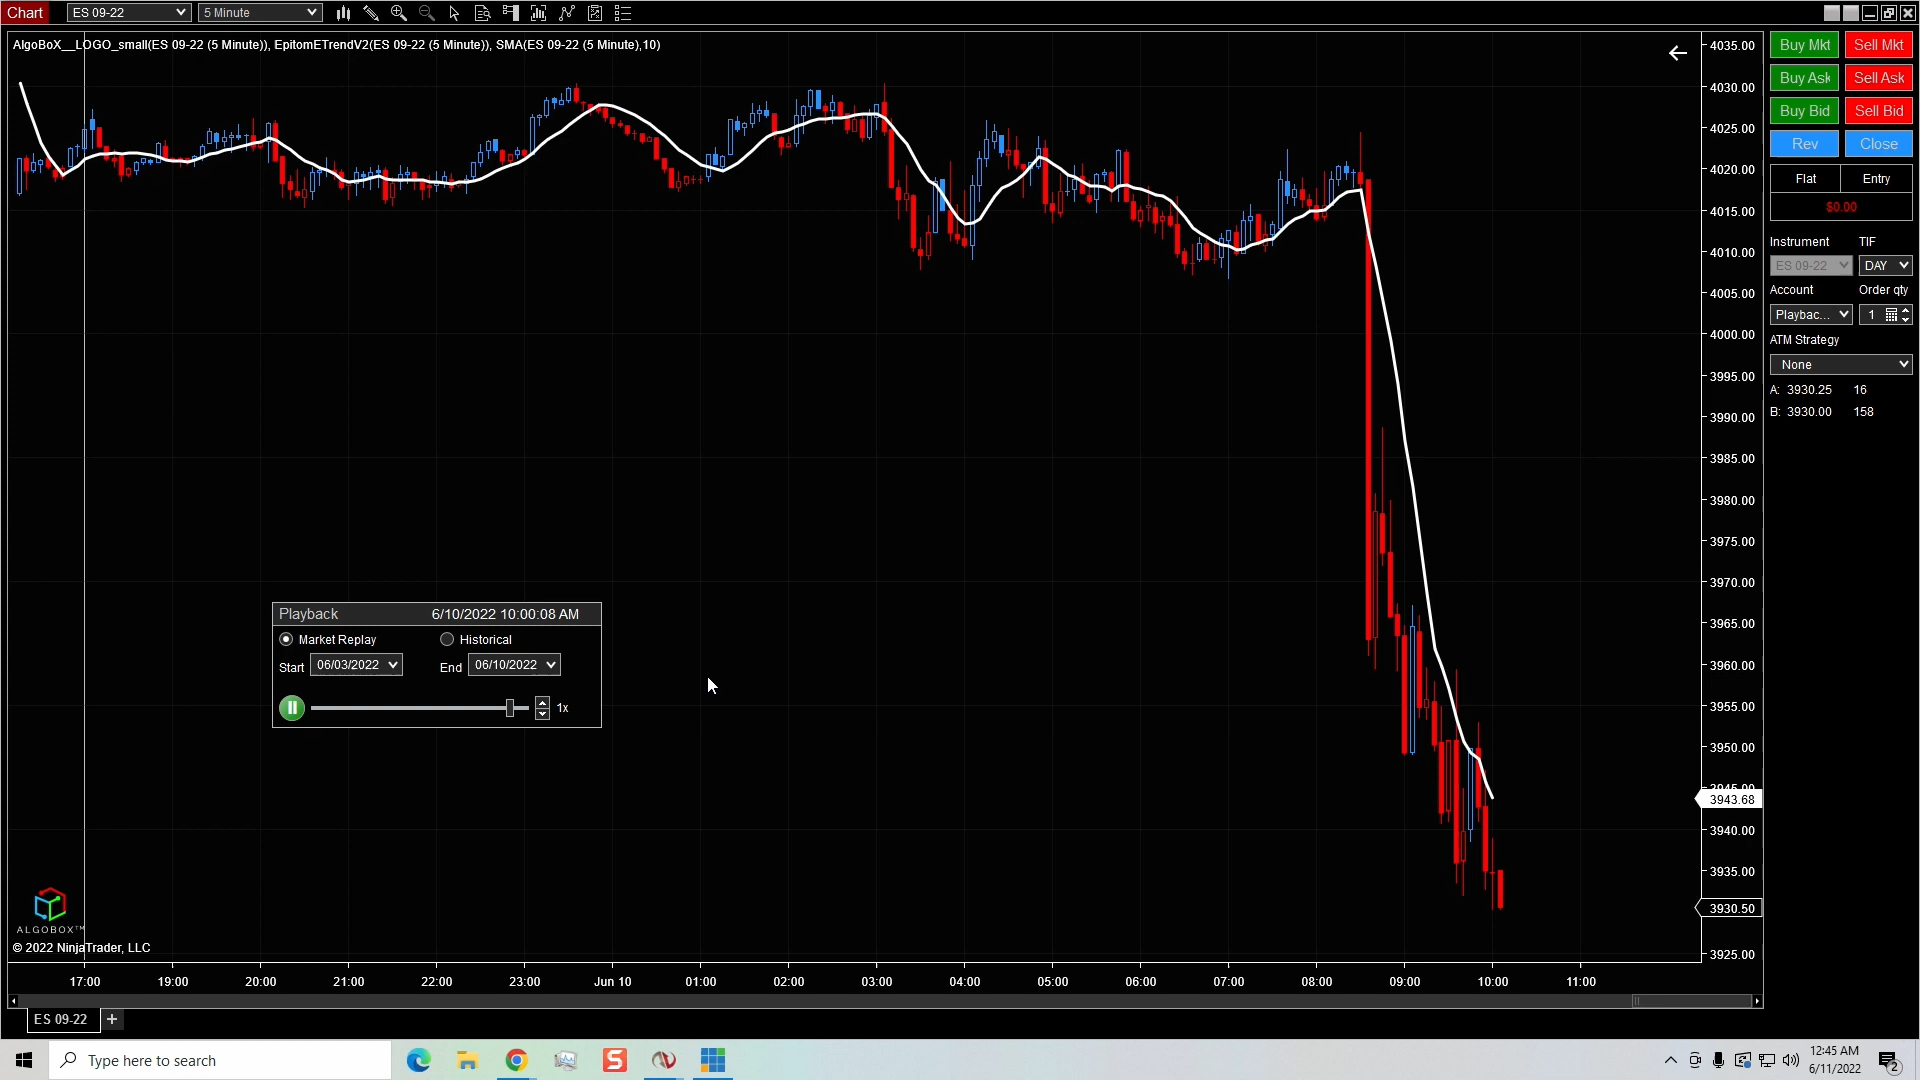 Chart
ES 09-22
5 Minute
AlgoBoX__LOGO_small(ES 09-22 (5 Minute)), EpitomETrendV2(ES 09-22 (5 Minute)), SMA(ES 09-22 (5 Minute),10)
4035.00
4030.00
4025.00
4020.00
4015.00
4010.00
4005.00
4000.00
3995.00
3990.00
3985.00
3980.00
3975.00
3970.00
3965.00
3960.00
3955.00
3950.00
3945.00
3943.68
3940.00
3935.00
3930.50
3925.00
Buy Mkt
Sell Mkt
Buy Ask
Sell Ask
Buy Bid
Sell Bid
Rev
Close
Flat
Entry
$0.00
Instrument
TIF
ES 09-22
DAY
Account
Order qty
Playbac...
1
ATM Strategy
None
A: 3930.25 16
B: 3930.00 158
Playback
6/10/2022 10:00:08 AM
Market Replay
Historical
Start
06/03/2022
End
06/10/2022
1x
ALGOBOX™
© 2022 NinjaTrader, LLC
17:00
19:00
20:00
21:00
22:00
23:00
Jun 10
01:00
02:00
03:00
04:00
05:00
06:00
07:00
08:00
09:00
10:00
11:00
ES 09-22
+
Type here to search
S
12:45 AM
6/11/2022
2